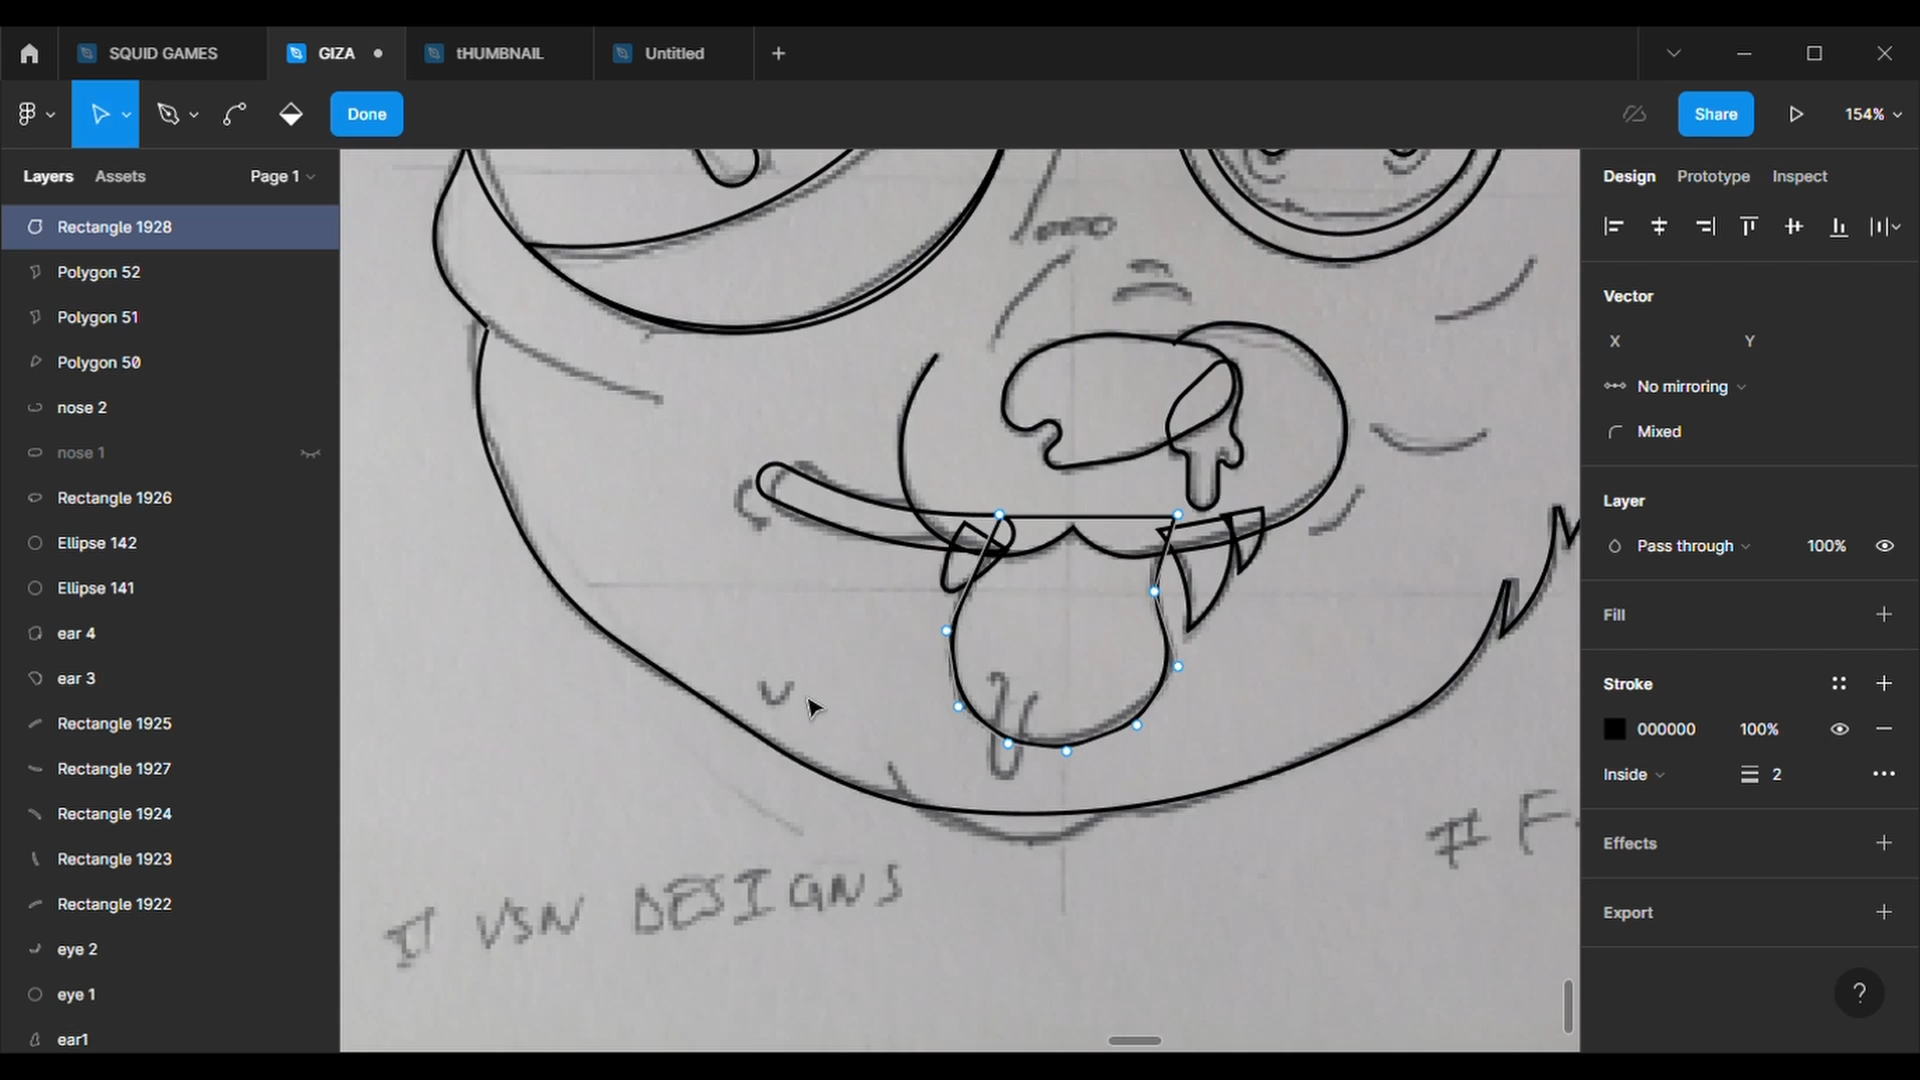 SQUID GAMES
GIZA
tHUMBNAIL
Untitled
Done
Share
154%
Layers
Assets
Page 1
Design
Prototype
Inspect
Rectangle 1928
Polygon 52
Polygon 51
Polygon 50
nose 2
nose 1
Rectangle 1926
Ellipse 142
Ellipse 141
ear 4
ear 3
Rectangle 1925
Rectangle 1927
Rectangle 1924
Rectangle 1923
Rectangle 1922
eye 2
eye 1
ear1
Vector
X
Y
No mirroring
Mixed
Layer
Pass through
100%
Fill
Stroke
000000
100%
Inside
2
Effects
Export
?
VSN DESIGNS
# F